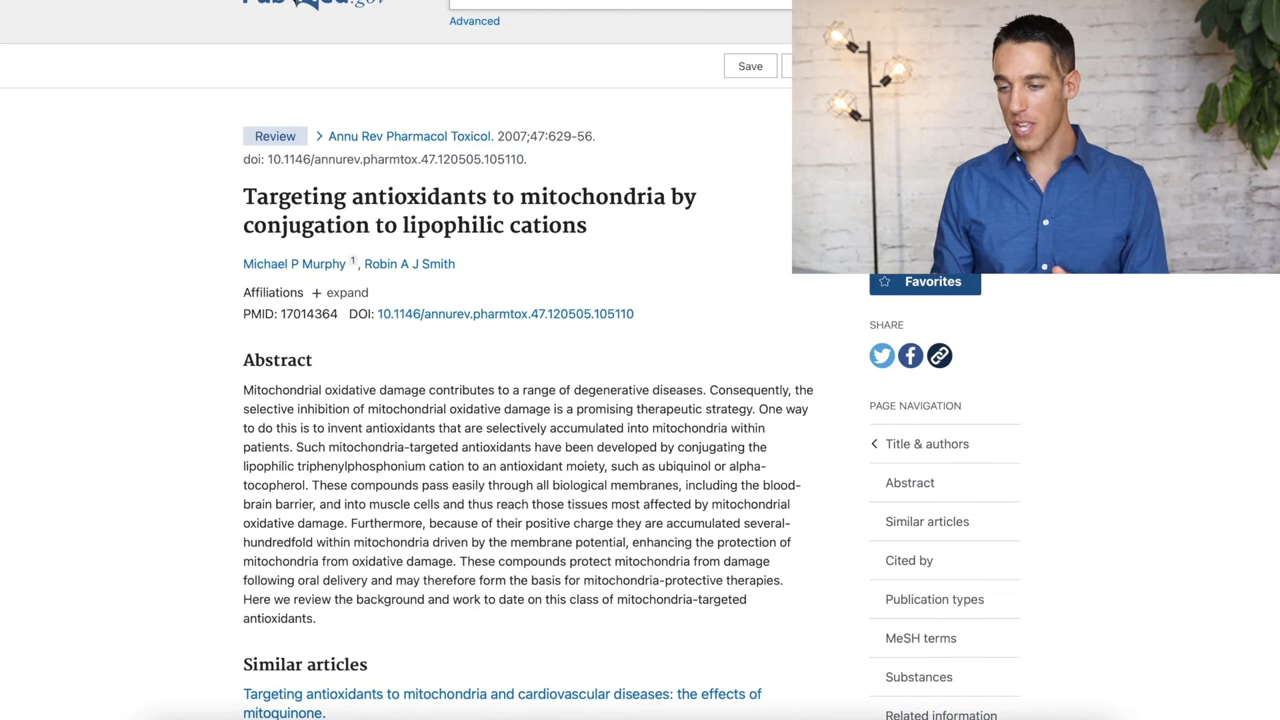 Advanced
Save
Review > Annu Rev Pharmacol Toxicol. 2007;47:629-56.
doi: 10.1146/annurev.pharmtox.47.120505.105110.
Targeting antioxidants to mitochondria by
conjugation to lipophilic cations
Michael P Murphy 1, Robin A J Smith
Affiliations + expand
PMID: 17014364 DOI: 10.1146/annurev.pharmtox.47.120505.105110
Abstract
Mitochondrial oxidative damage contributes to a range of degenerative diseases. Consequently, the
selective inhibition of mitochondrial oxidative damage is a promising therapeutic strategy. One way
to do this is to invent antioxidants that are selectively accumulated into mitochondria within
patients. Such mitochondria-targeted antioxidants have been developed by conjugating the
lipophilic triphenylphosphonium cation to an antioxidant moiety, such as ubiquinol or alpha-
tocopherol. These compounds pass easily through all biological membranes, including the blood-
brain barrier, and into muscle cells and thus reach those tissues most affected by mitochondrial
oxidative damage. Furthermore, because of their positive charge they are accumulated several-
hundredfold within mitochondria driven by the membrane potential, enhancing the protection of
mitochondria from oxidative damage. These compounds protect mitochondria from damage
following oral delivery and may therefore form the basis for mitochondria-protective therapies.
Here we review the background and work to date on this class of mitochondria-targeted
antioxidants.
Similar articles
Targeting antioxidants to mitochondria and cardiovascular diseases: the effects of
mitoquinone.
Favorites
SHARE
PAGE NAVIGATION
< Title & authors
Abstract
Similar articles
Cited by
Publication types
MeSH terms
Substances
Related information